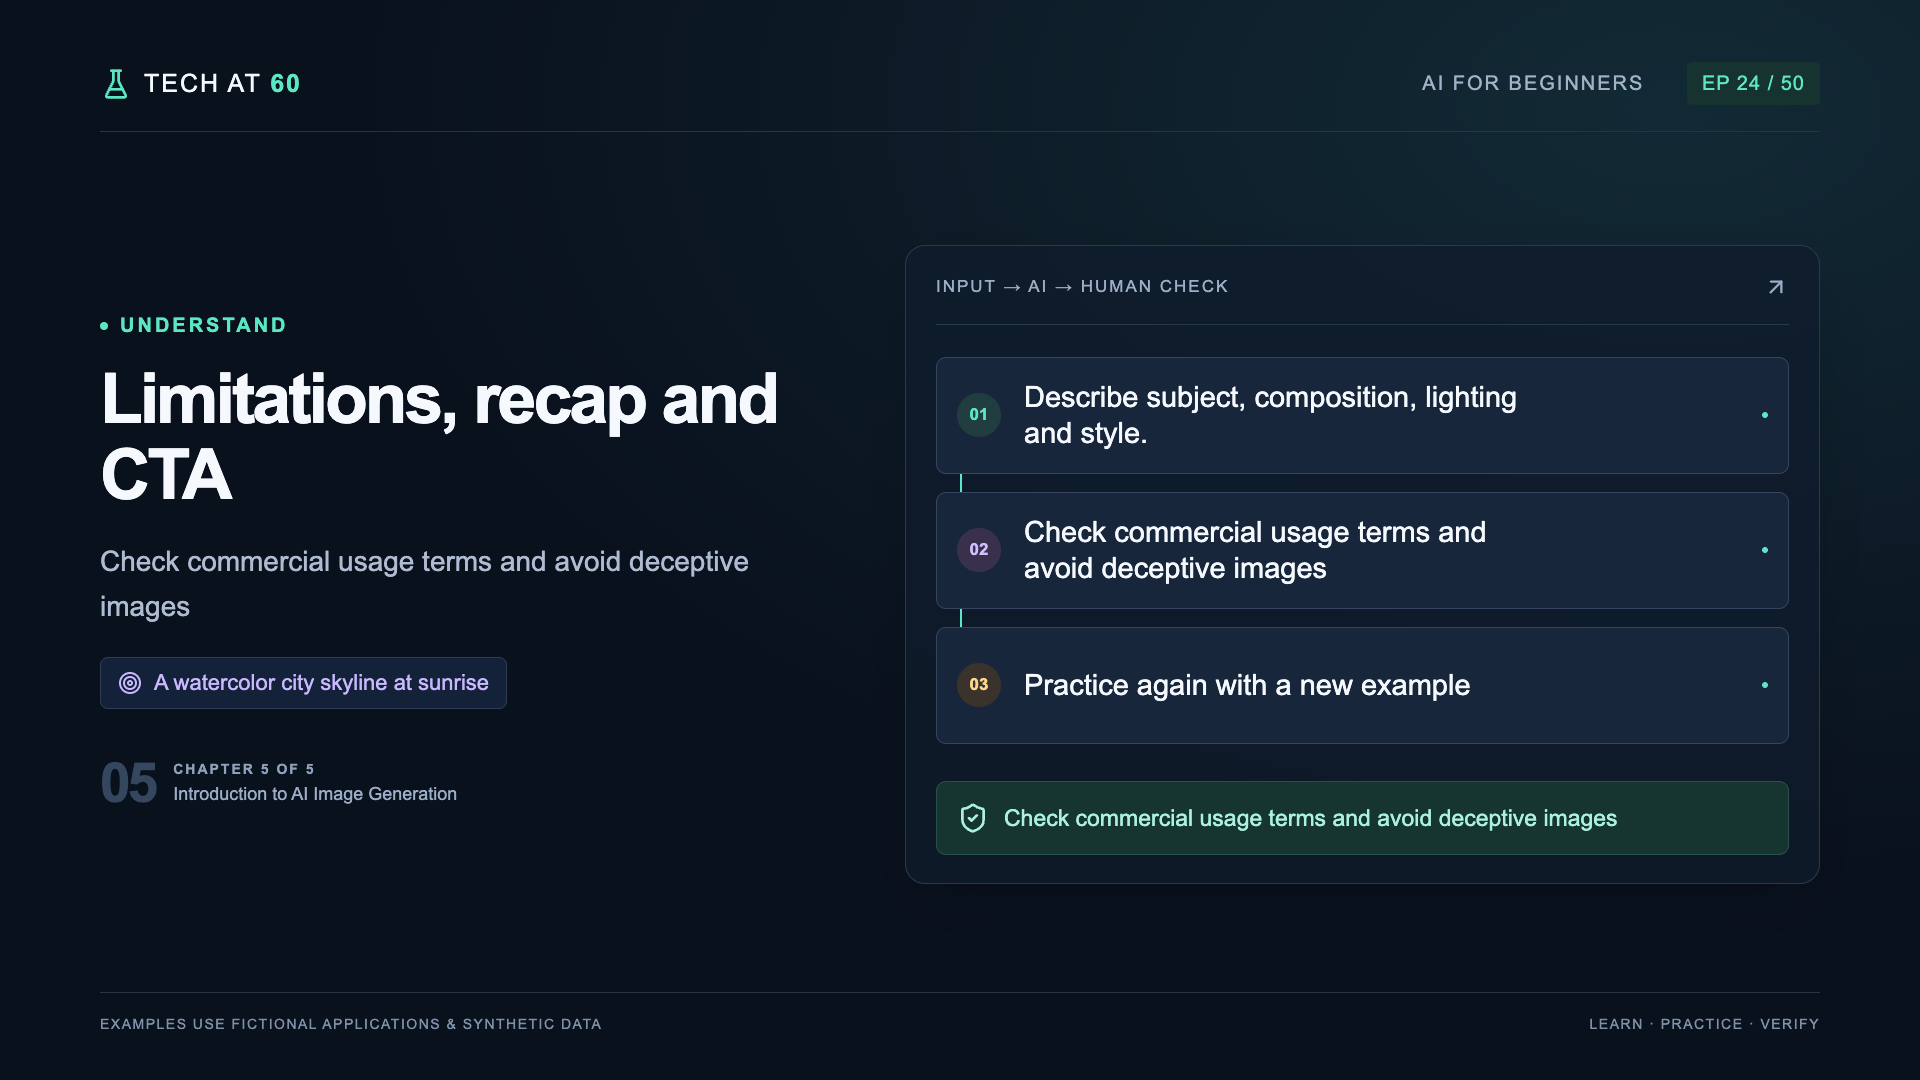 TECH AT 60
AI FOR BEGINNERS
EP 24 / 50
UNDERSTAND
Limitations, recap and
CTA
Check commercial usage terms and avoid deceptive
images
A watercolor city skyline at sunrise
05
CHAPTER 5 OF 5
Introduction to AI Image Generation
INPUT → AI → HUMAN CHECK
01
Describe subject, composition, lighting
and style.
02
Check commercial usage terms and
avoid deceptive images
03
Practice again with a new example
Check commercial usage terms and avoid deceptive images
EXAMPLES USE FICTIONAL APPLICATIONS & SYNTHETIC DATA
LEARN · PRACTICE · VERIFY